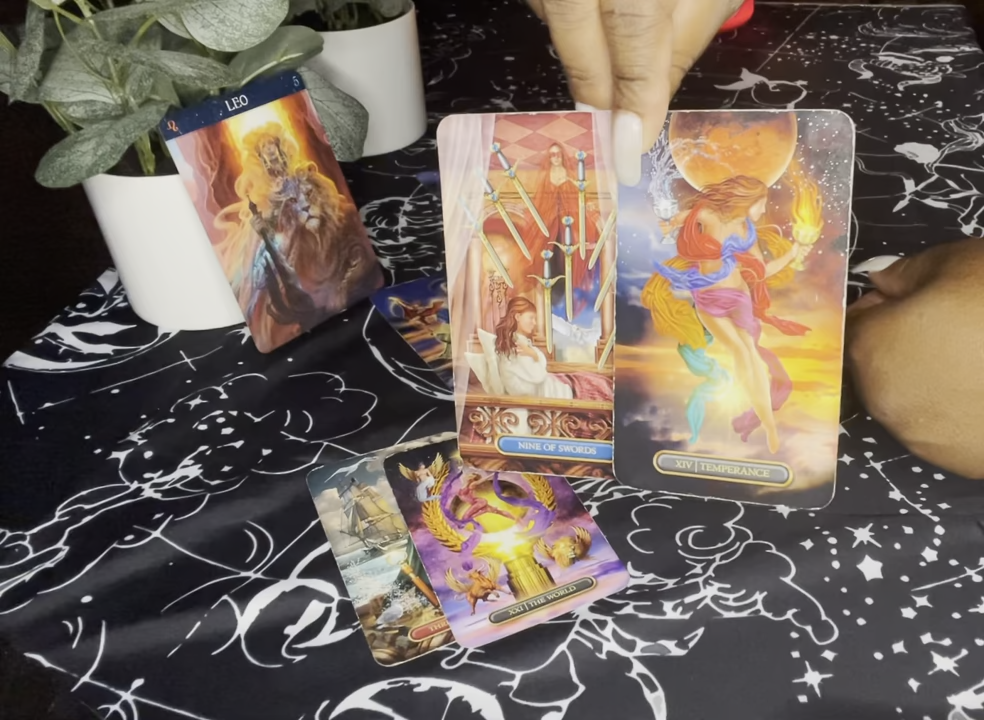 LEO
5
NINE OF SWORDS
XIV | TEMPERANCE
XXI | THE WORLD